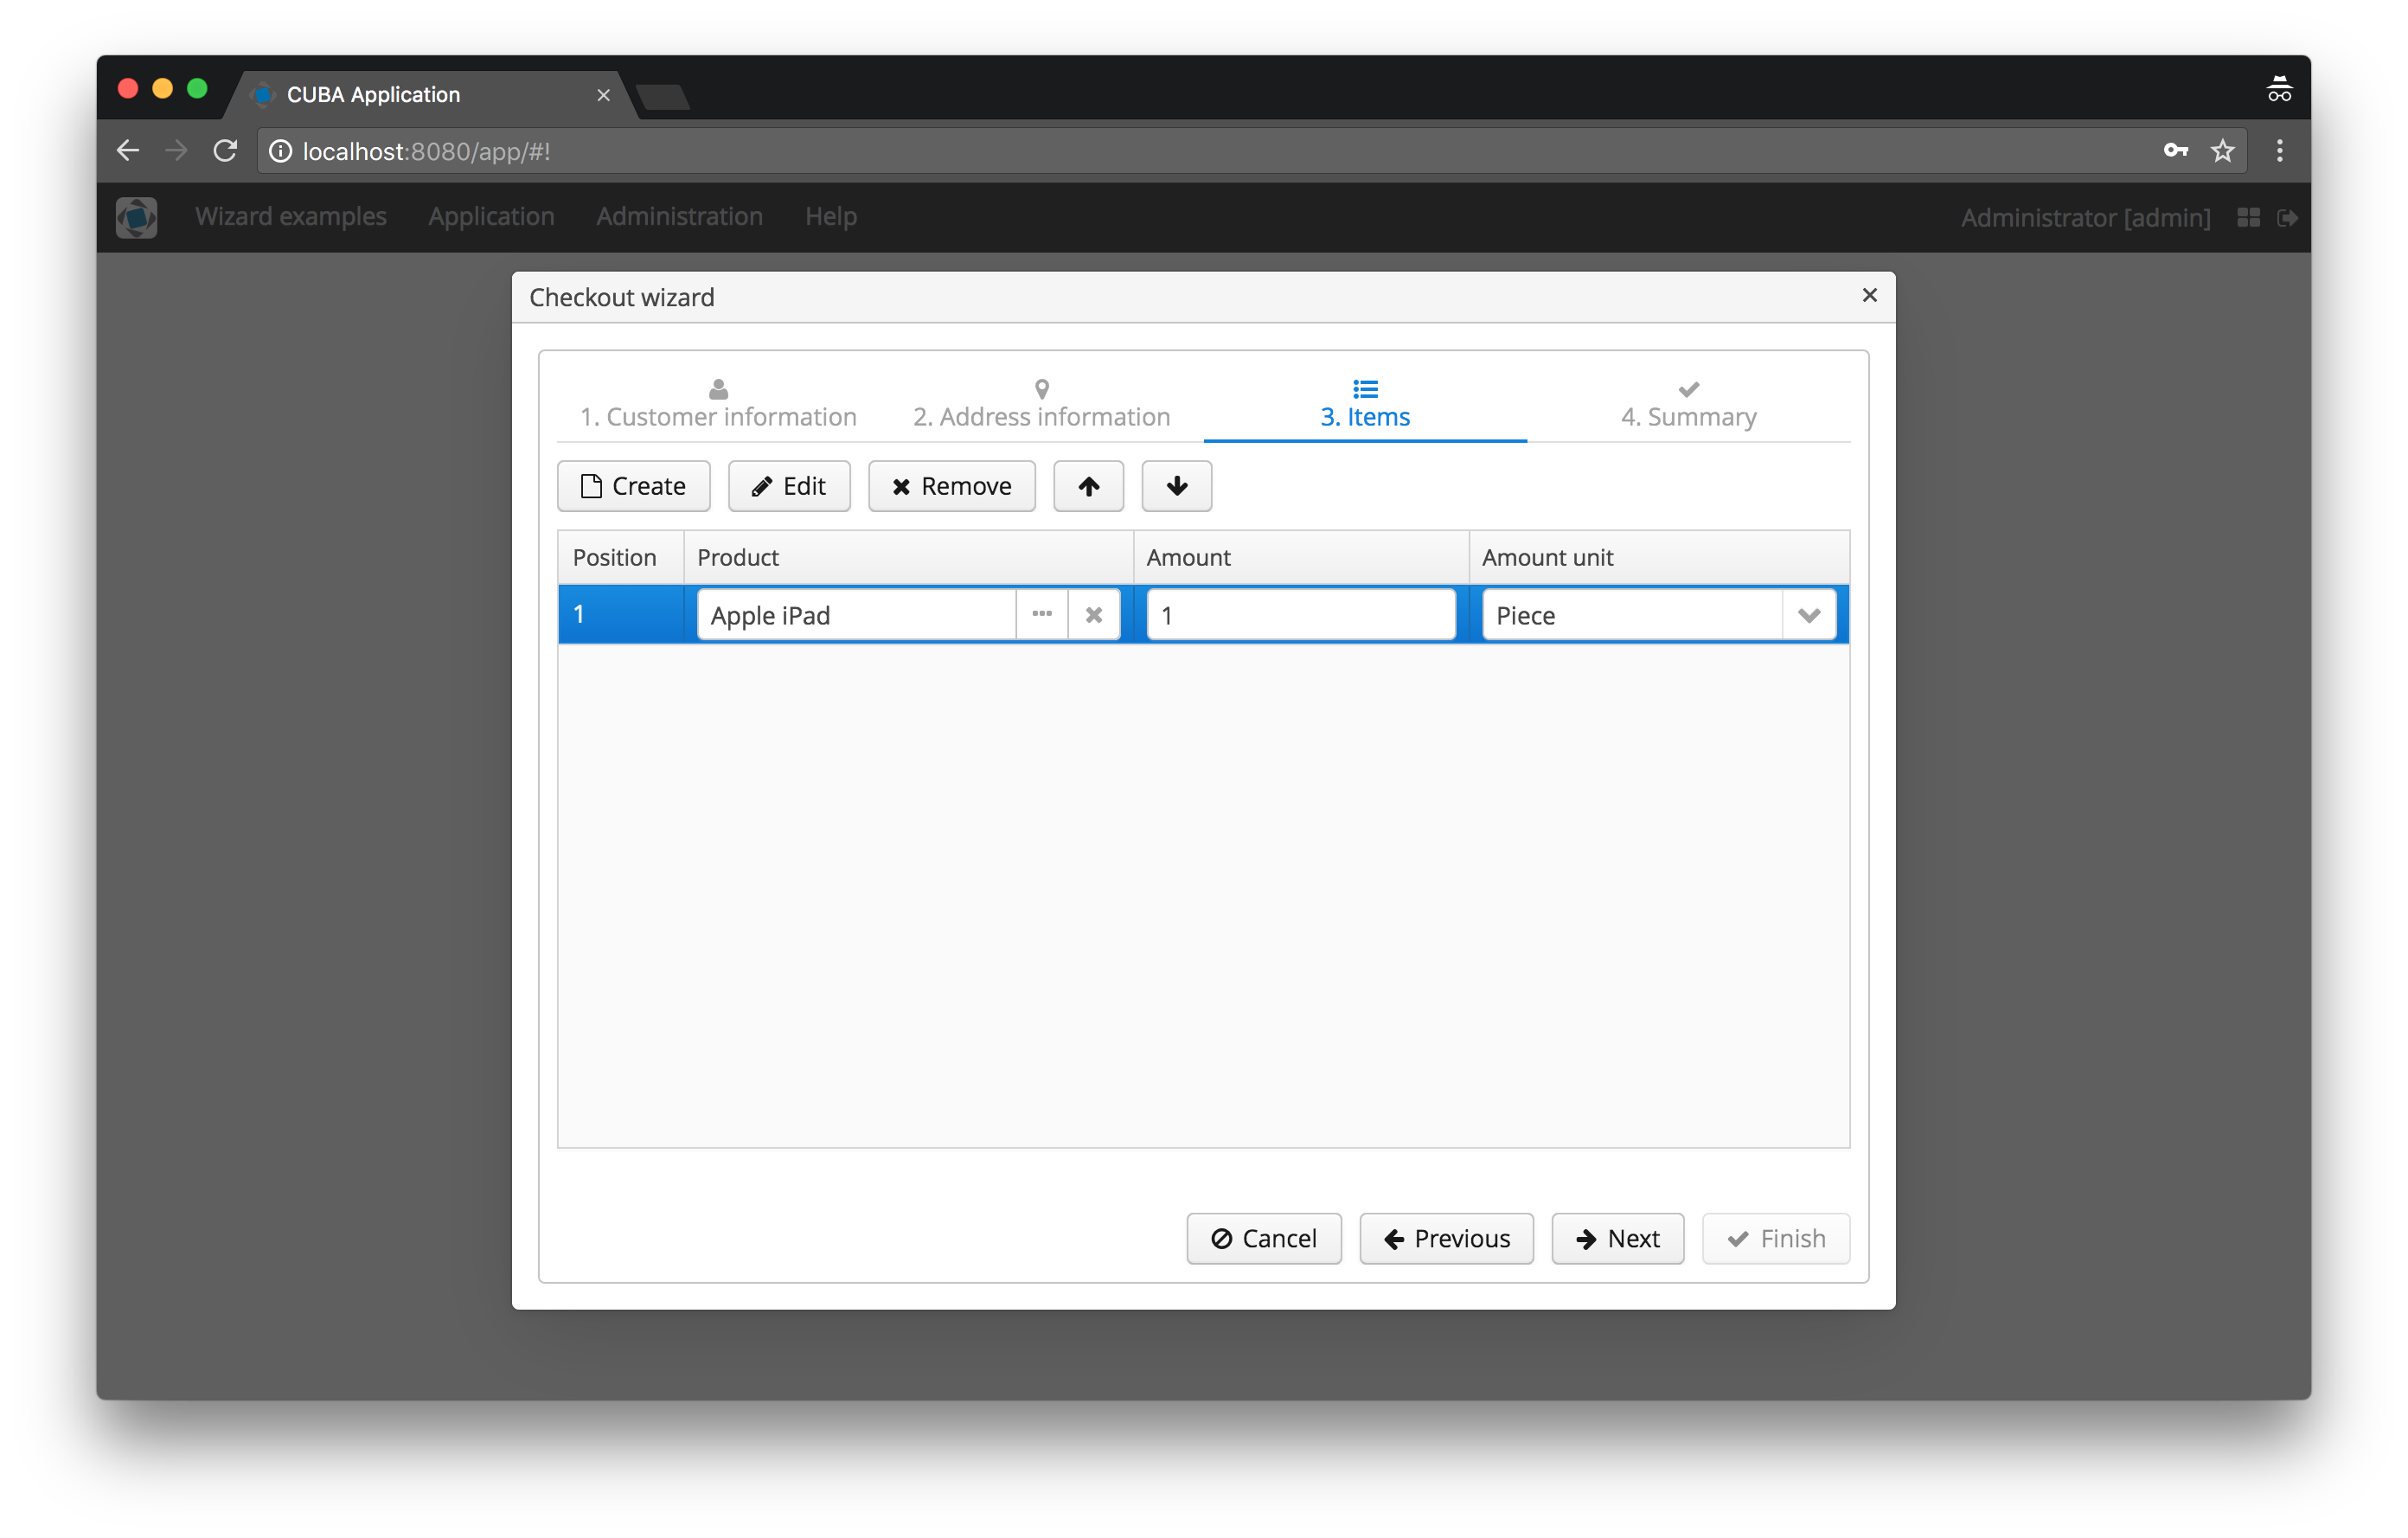 CUBA Application
localhost:8080/app/#!
Wizard examples Application Administration Help Administrator [admin]
Checkout wizard
1. Customer information 2. Address information 3. Items 4. Summary
Create Edit Remove
Position Product Amount Amount unit
1 Apple iPad 1 Piece
Cancel Previous Next Finish